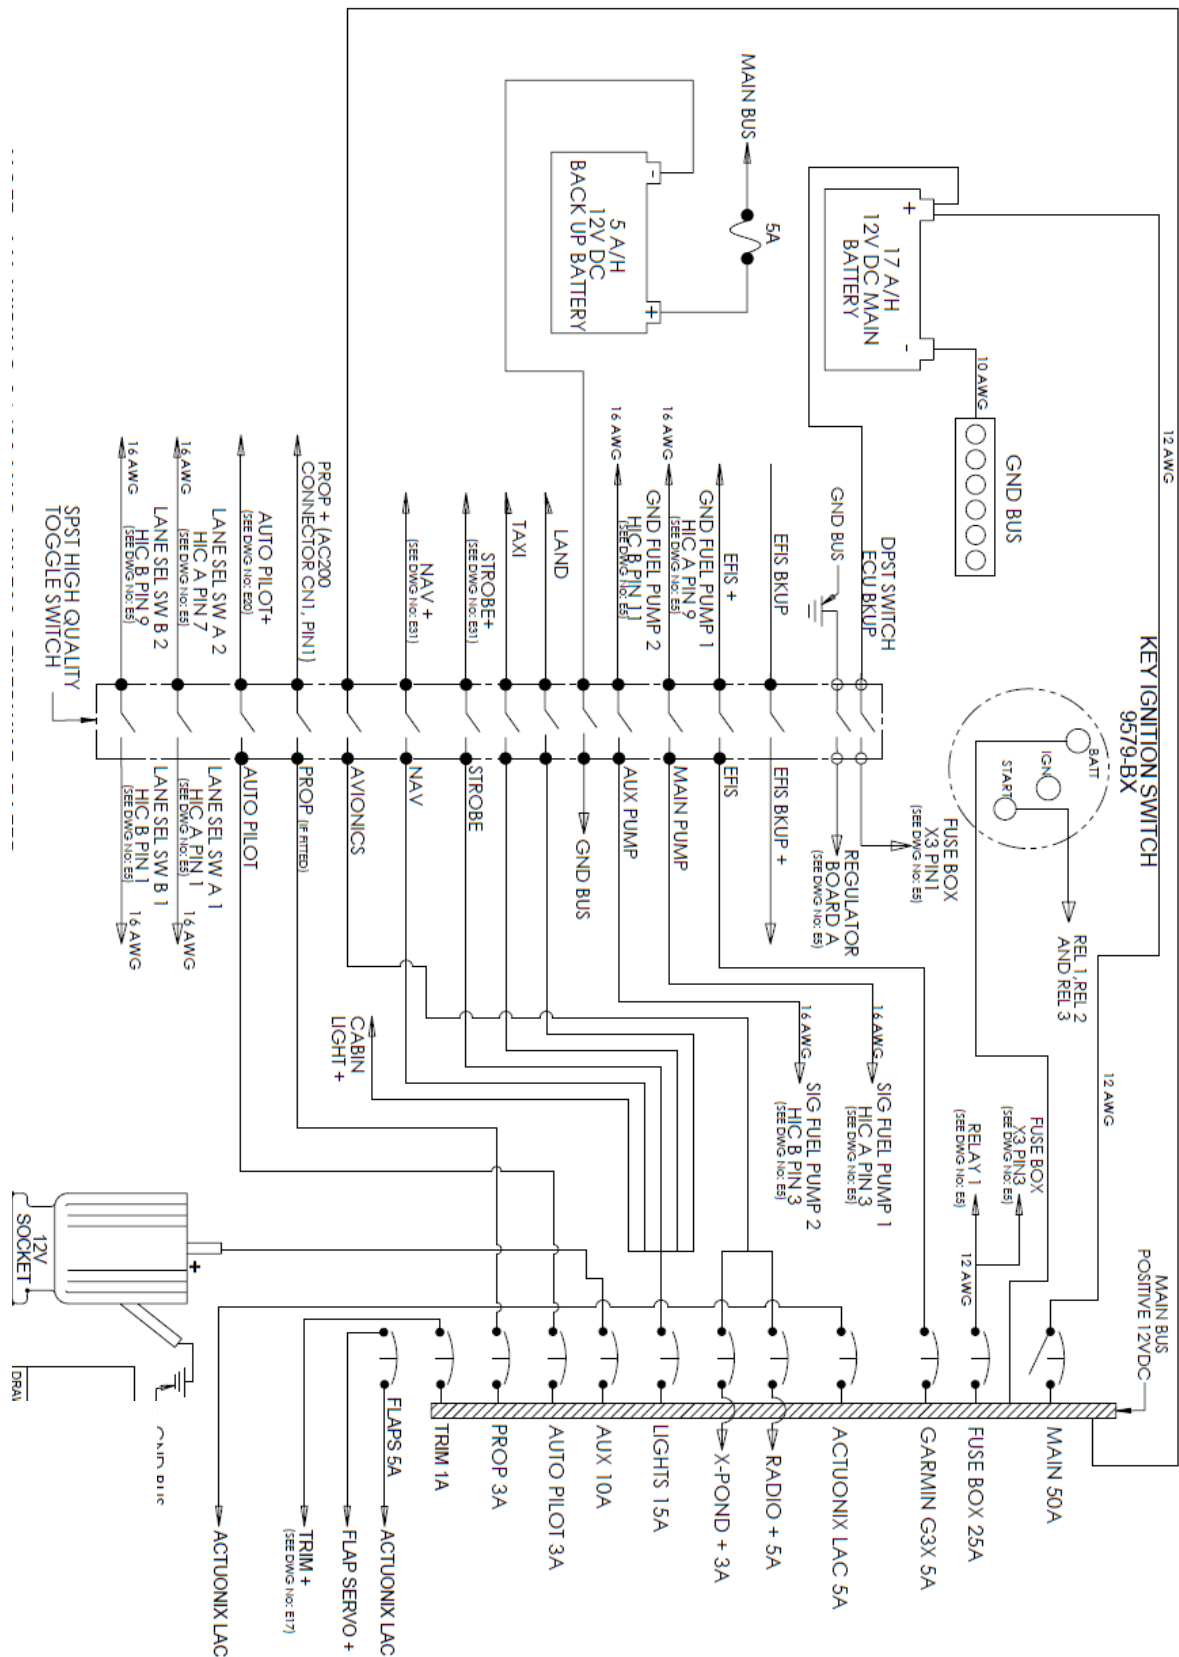 KEY IGNITION SWITCH
9579-BX
BATT
IGN
START
REL 1,REL 2
AND REL 3
12 AWG
12 AWG
MAIN BUS
POSITIVE 12VDC
GND BUS
10 AWG
17 A/H
12V DC MAIN
BATTERY
+
-
MAIN BUS
5A
5 A/H
12V DC
BACK UP BATTERY
-
+
DPST SWITCH
ECU BKUP
GND BUS
EFIS BKUP
EFIS +
GND FUEL PUMP 1
HIC A PIN 9
(SEE DWG No: E5)
16 AWG
GND FUEL PUMP 2
HIC B PIN 11
(SEE DWG No: E5)
16 AWG
LAND
TAXI
STROBE+
(SEE DWG No: E31)
NAV +
(SEE DWG No: E31)
PROP + (AC200
CONNECTOR CN1, PIN1)
AUTO PILOT+
(SEE DWG No: E20)
LANE SEL SW A 2
HIC A PIN 7
(SEE DWG No: E5)
16 AWG
LANE SEL SW B 2
HIC B PIN 9
(SEE DWG No: E5)
16 AWG
SPST HIGH QUALITY
TOGGLE SWITCH
FUSE BOX
X3 PIN1
(SEE DWG No: E5)
REGULATOR
BOARD A
(SEE DWG No: E5)
EFIS BKUP +
EFIS
MAIN PUMP
AUX PUMP
GND BUS
STROBE
NAV
AVIONICS
PROP (IF FITTED)
AUTO PILOT
LANE SEL SW A 1
HIC A PIN 1
(SEE DWG No: E5)
16 AWG
LANE SEL SW B 1
HIC B PIN 1
(SEE DWG No: E5)
16 AWG
FUSE BOX
X3 PIN3
(SEE DWG No: E5)
RELAY 1
(SEE DWG No: E5)
12 AWG
16 AWG
SIG FUEL PUMP 1
HIC A PIN 3
(SEE DWG No: E5)
16 AWG
SIG FUEL PUMP 2
HIC B PIN 3
(SEE DWG No: E5)
CABIN
LIGHT +
MAIN 50A
FUSE BOX 25A
GARMIN G3X 5A
ACTUONIX LAC 5A
RADIO + 5A
X-POND + 3A
LIGHTS 15A
AUX 10A
AUTO PILOT 3A
PROP 3A
TRIM 1A
FLAPS 5A
ACTUONIX LAC
FLAP SERVO +
TRIM +
(SEE DWG No: E17)
ACTUONIX LAC
12V
SOCKET
+